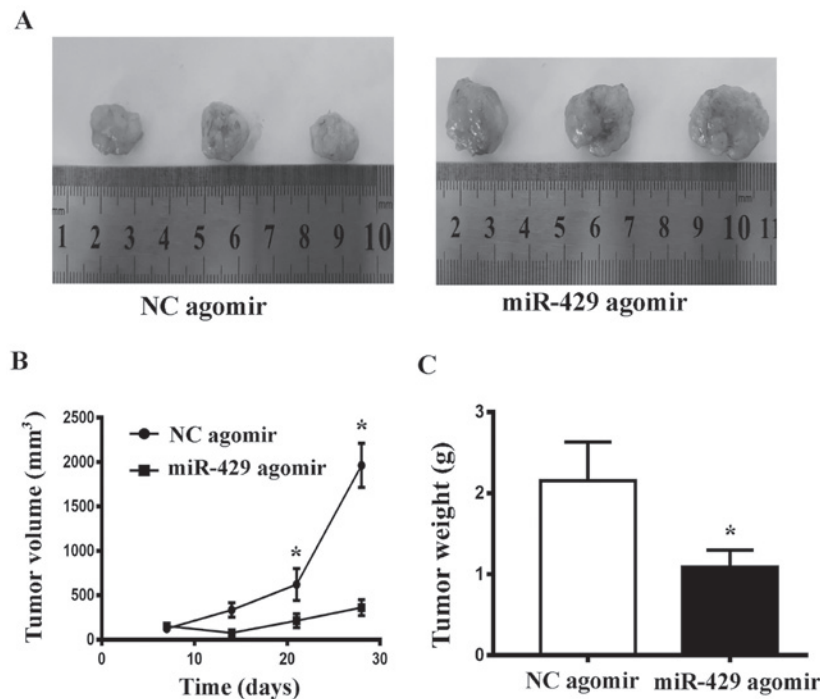 A
1 2 3 4 5 6 7 8 9 10
2 3 4 5 6 7 8 9 10 11
NC agomir
miR-429 agomir
B
Tumor volume (mm³)
2500
2000
1500
1000
500
0
NC agomir
miR-429 agomir
*
*
0 10 20 30
Time (days)
C
Tumor weight (g)
3
2
1
0
*
NC agomir
miR-429 agomir